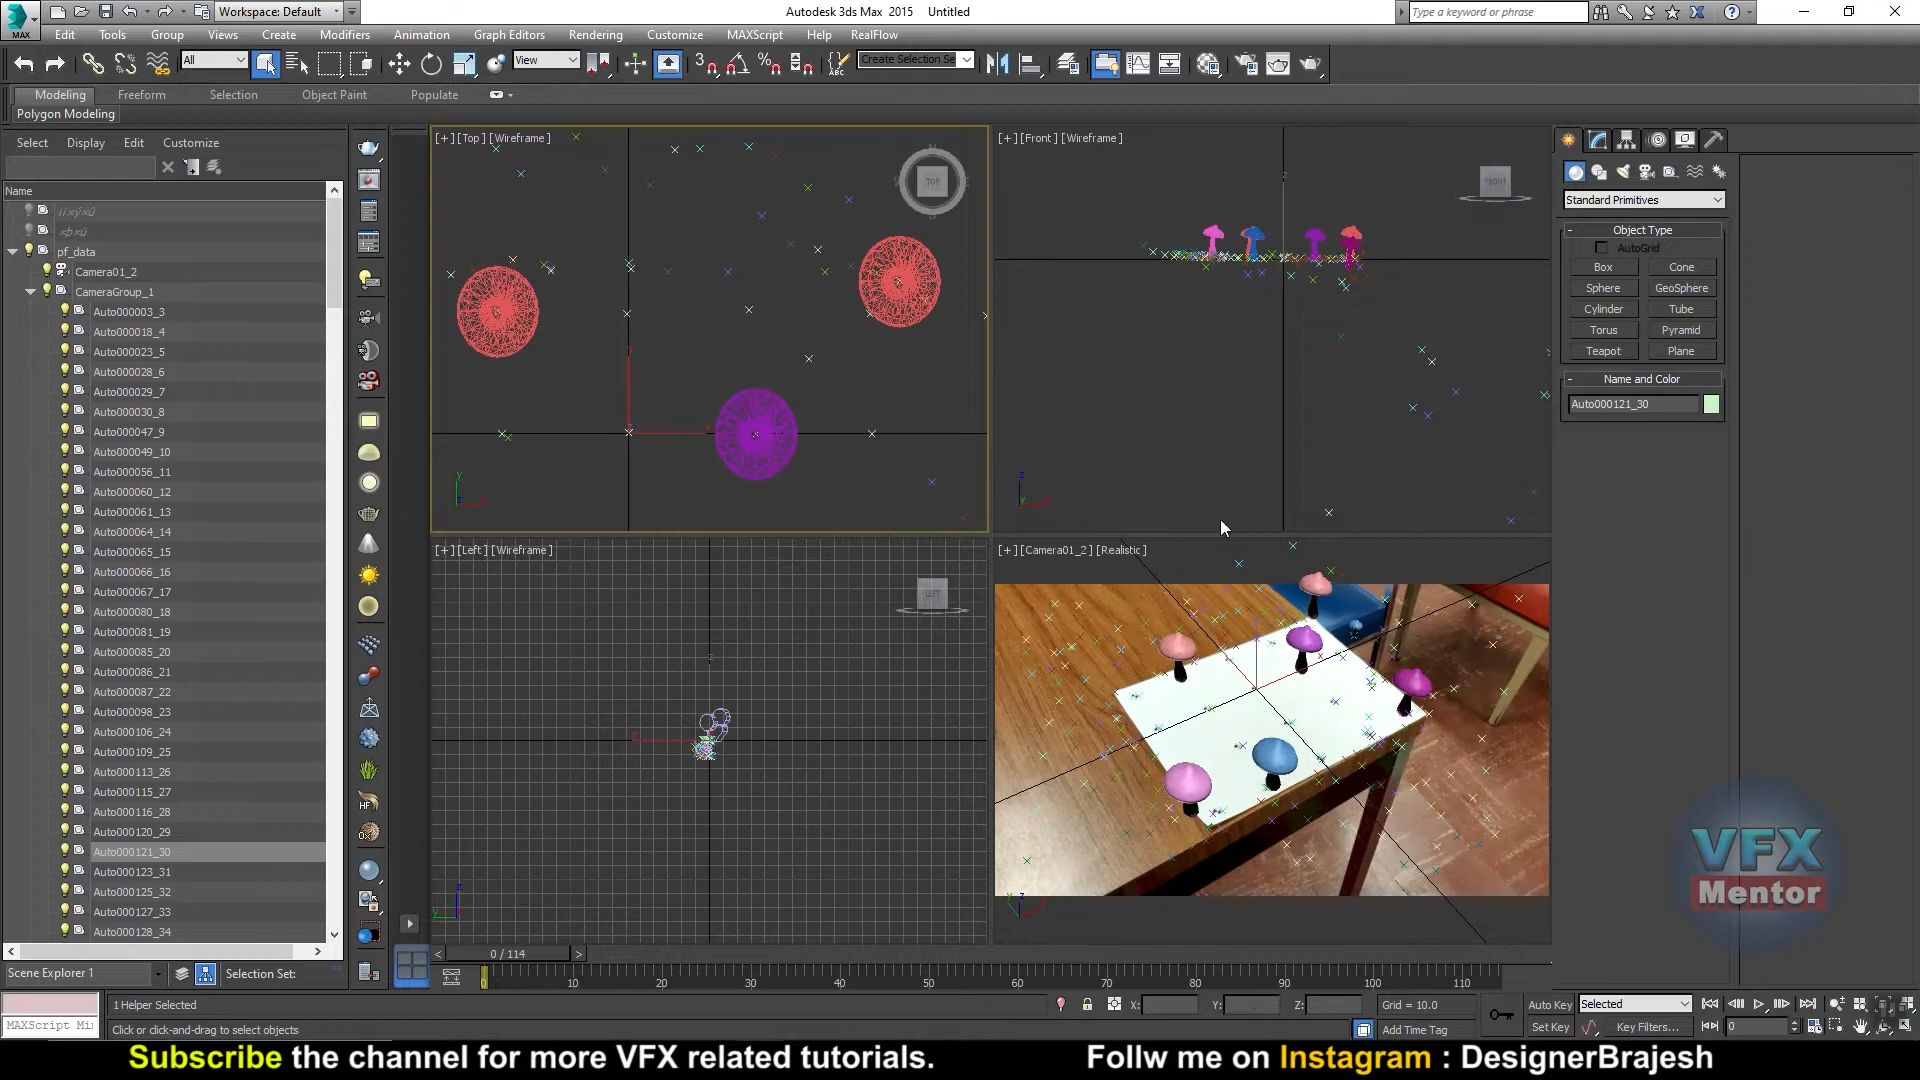 Workspace: Default
Autodesk 3ds Max 2015 Untitled
Type a keyword or phrase
MAX
Edit Tools Group Views Create Modifiers Animation Graph Editors Rendering Customize MAXScript Help RealFlow
All
View
Create Selection Se
Modeling Freeform Selection Object Paint Populate
Polygon Modeling
Select Display Edit Customize
Name
pf_data
Camera01_2
CameraGroup_1
Auto000003_3
Auto000018_4
Auto000023_5
Auto000028_6
Auto000029_7
Auto000030_8
Auto000047_9
Auto000049_10
Auto000056_11
Auto000060_12
Auto000061_13
Auto000064_14
Auto000065_15
Auto000066_16
Auto000067_17
Auto000080_18
Auto000081_19
Auto000085_20
Auto000086_21
Auto000087_22
Auto000098_23
Auto000106_24
Auto000109_25
Auto000113_26
Auto000115_27
Auto000116_28
Auto000120_29
Auto000121_30
Auto000123_31
Auto000125_32
Auto000127_33
Auto000128_34
Scene Explorer 1
Selection Set:
[+] [Top] [Wireframe]
TOP
[+] [Front] [Wireframe]
FRONT
[+] [Left] [Wireframe]
LEFT
[+] [Camera01_2] [Realistic]
Standard Primitives
Object Type
AutoGrid
Box Cone
Sphere GeoSphere
Cylinder Tube
Torus Pyramid
Teapot Plane
Name and Color
Auto000121_30
VFX
Mentor
0 / 114
0 10 20 30 40 50 60 70 80 90 100 110
1 Helper Selected
X: Y: Z: Grid = 10.0
Auto Key Selected
MAXScript Mi
Click or click-and-drag to select objects
Add Time Tag
Set Key Key Filters... 0
Subscribe the channel for more VFX related tutorials.
Follw me on Instagram : DesignerBrajesh